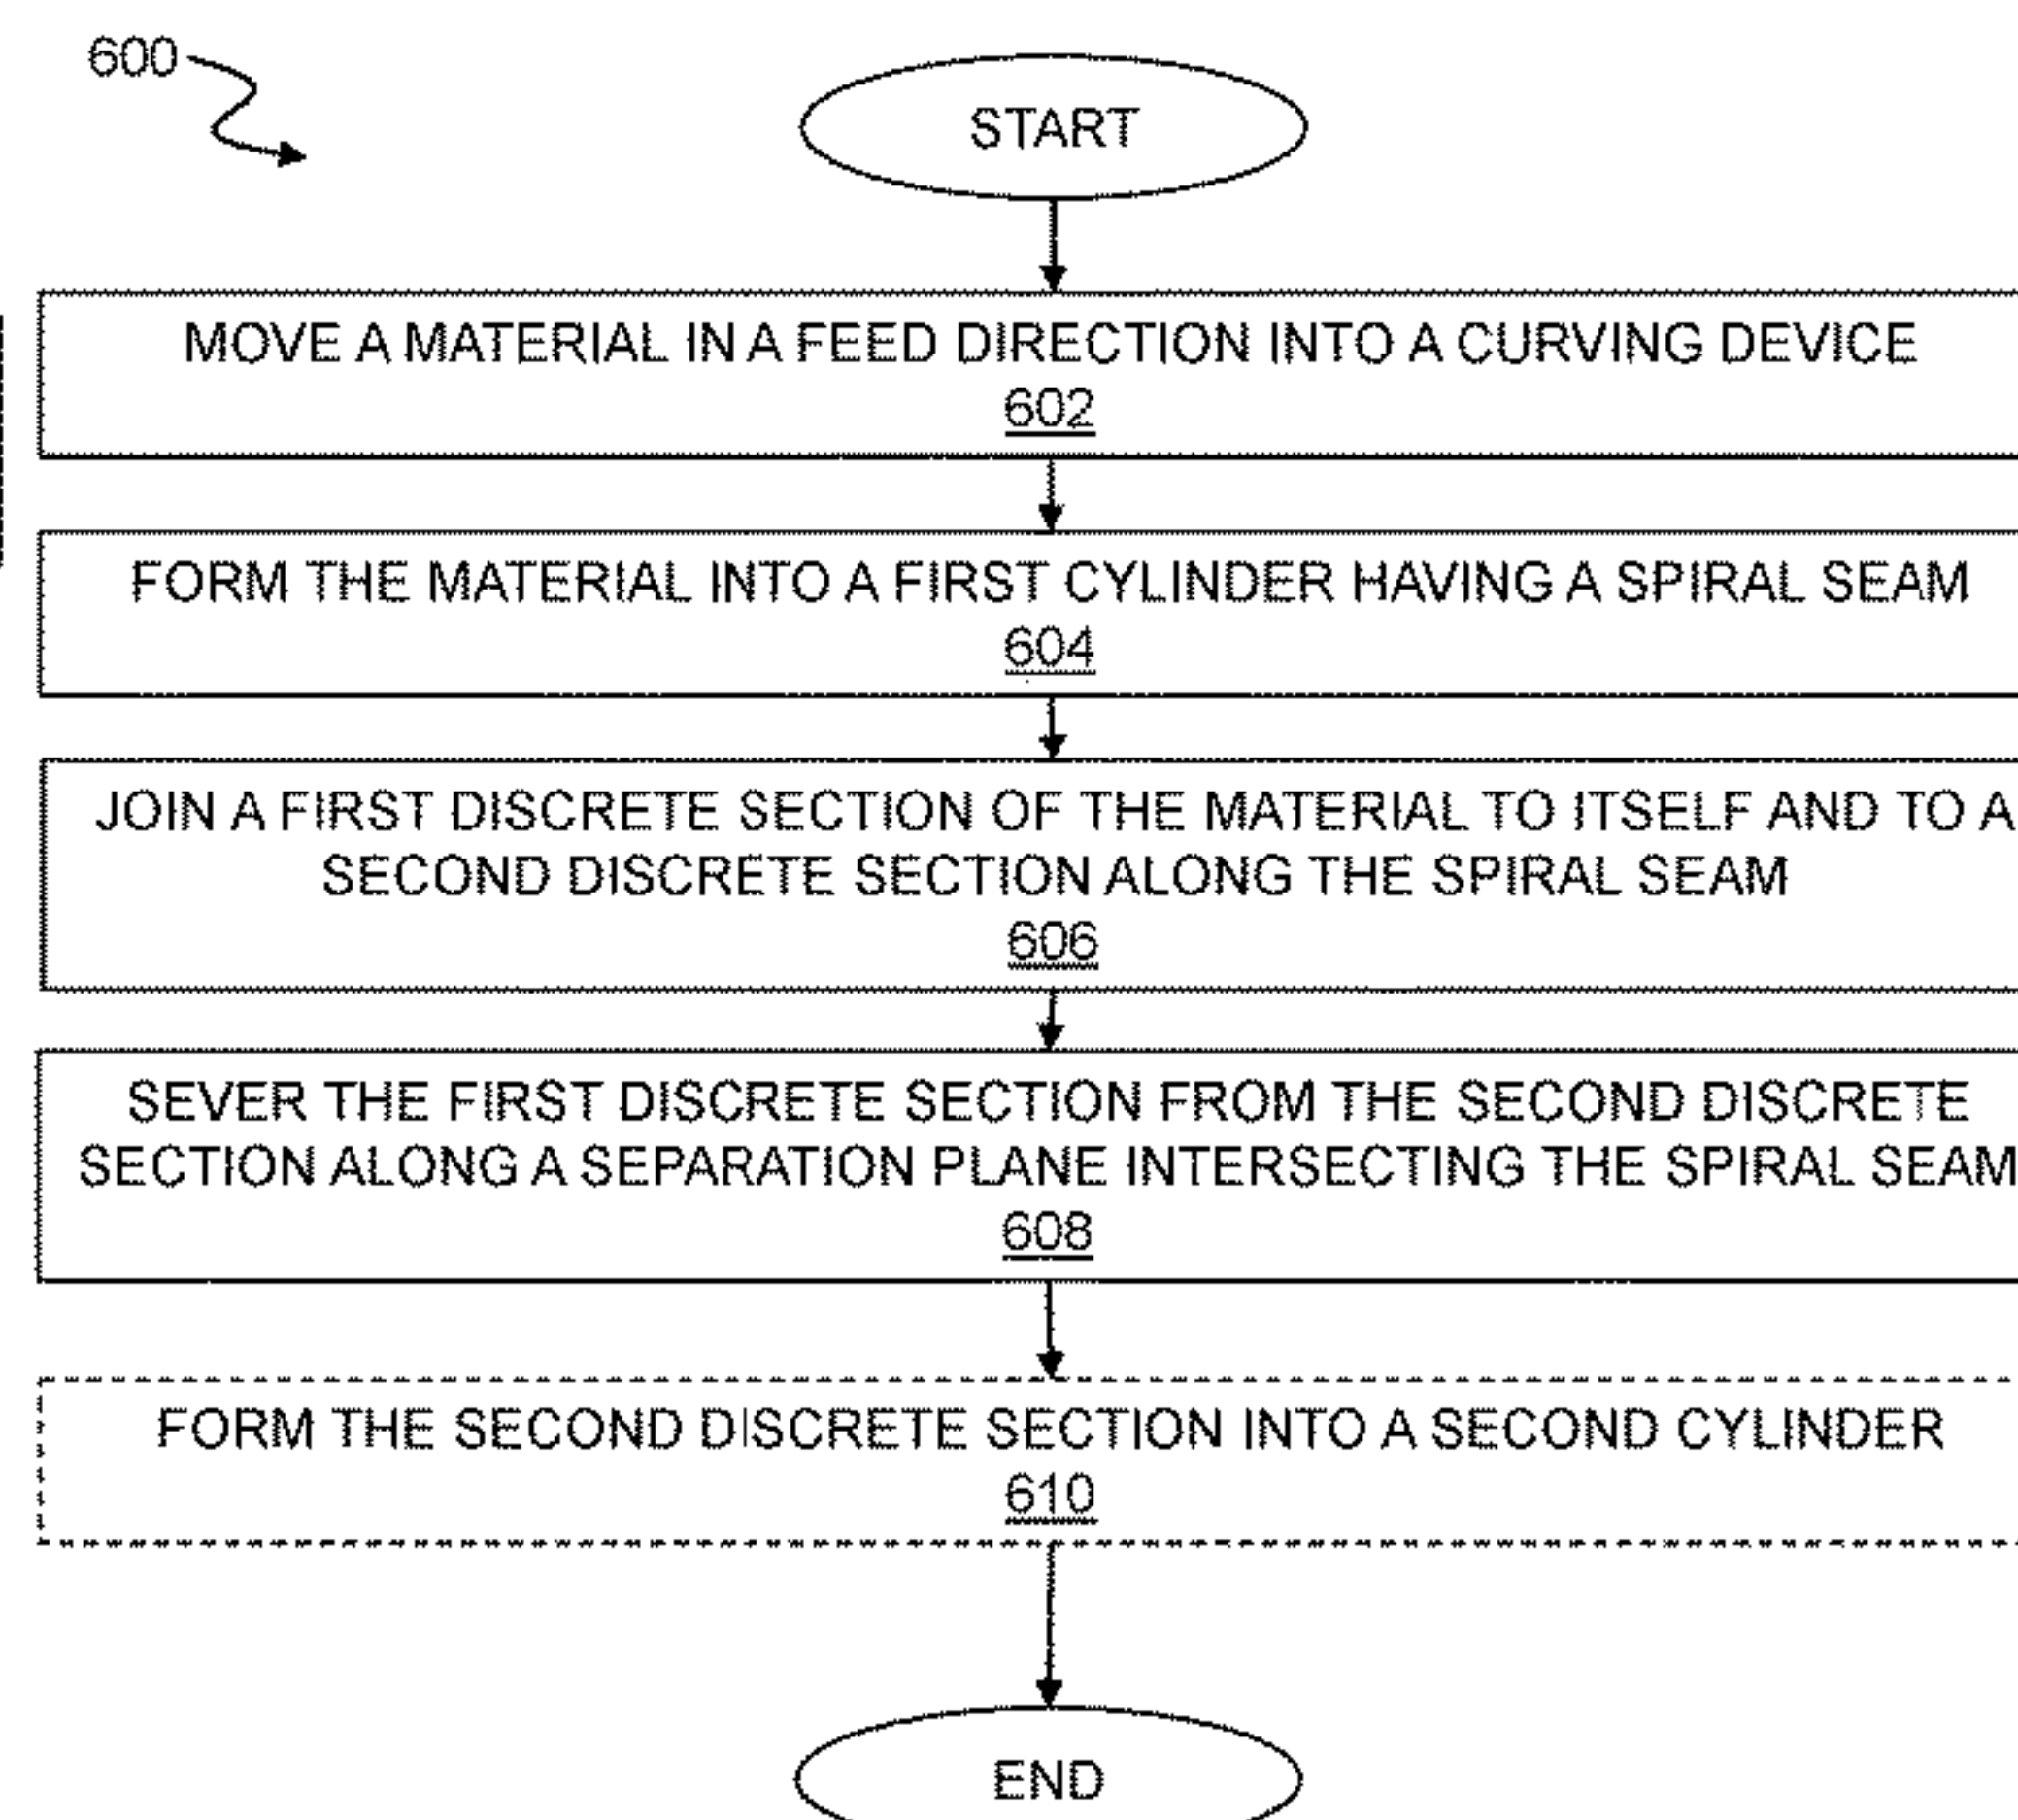 600
START
MOVE A MATERIAL IN A FEED DIRECTION INTO A CURVING DEVICE
602
FORM THE MATERIAL INTO A FIRST CYLINDER HAVING A SPIRAL SEAM
604
JOIN A FIRST DISCRETE SECTION OF THE MATERIAL TO ITSELF AND TO A
SECOND DISCRETE SECTION ALONG THE SPIRAL SEAM
606
SEVER THE FIRST DISCRETE SECTION FROM THE SECOND DISCRETE
SECTION ALONG A SEPARATION PLANE INTERSECTING THE SPIRAL SEAM
608
FORM THE SECOND DISCRETE SECTION INTO A SECOND CYLINDER
610
END